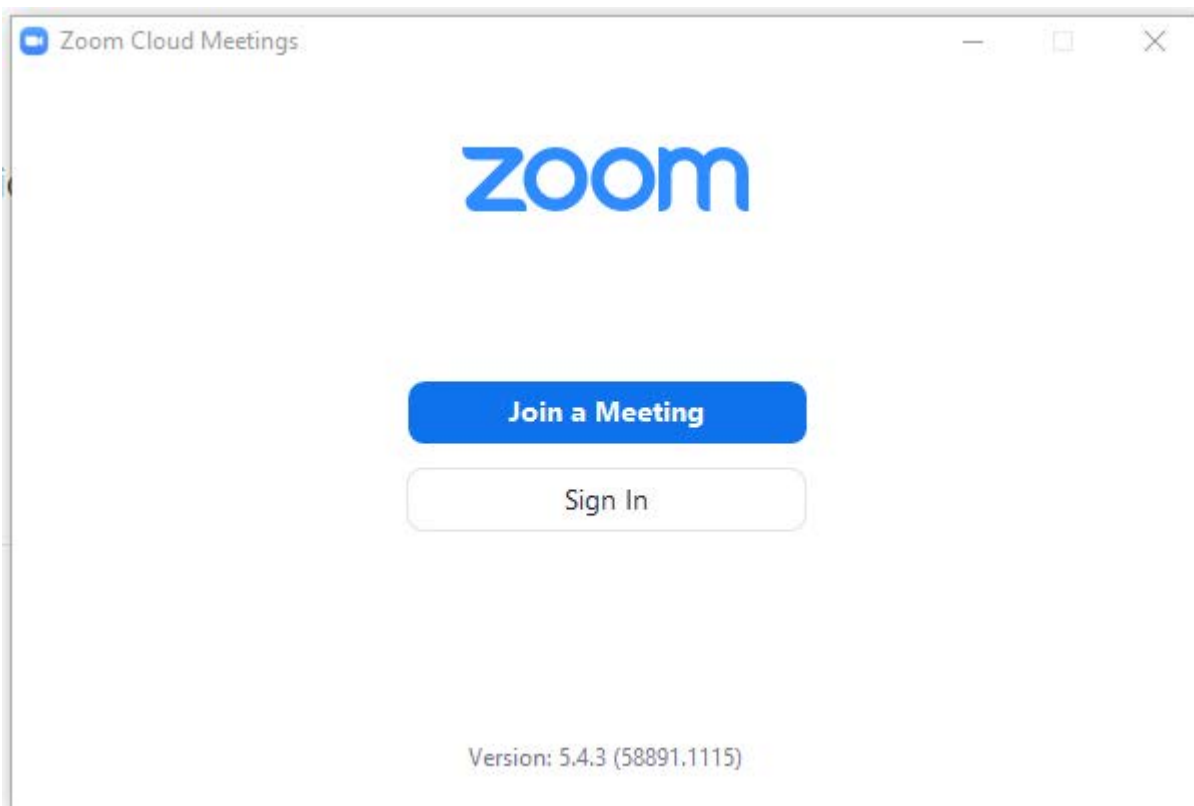 Zoom Cloud Meetings
zoom
Join a Meeting
Sign In
Version: 5.4.3 (58891.1115)